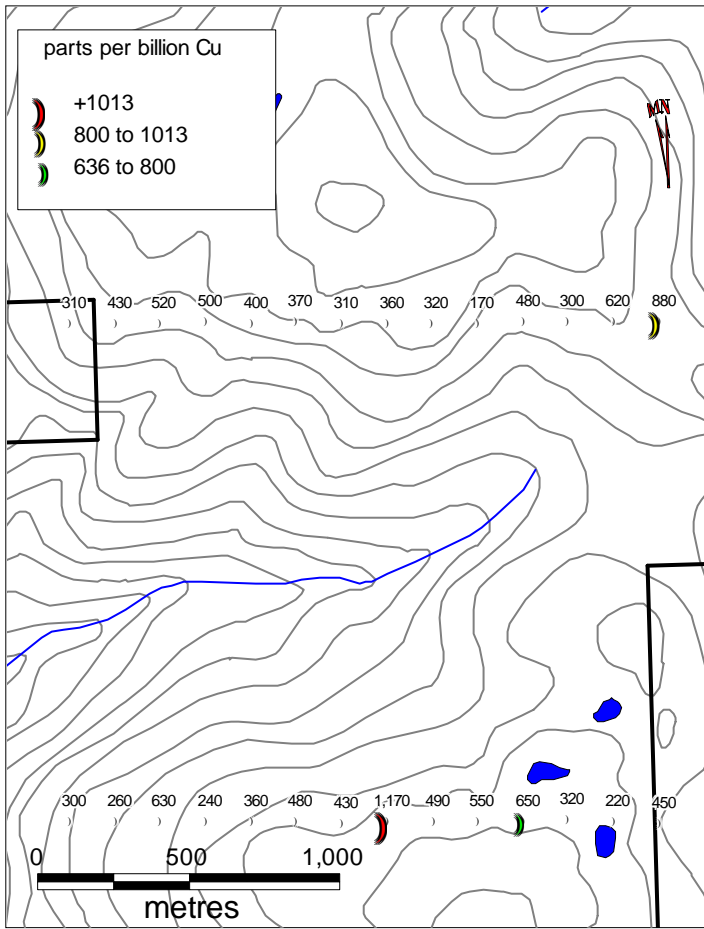 parts per billion Cu
+1013
800 to 1013
636 to 800
MN
310 430 520 500 400 370 310 360 320 170 480 300 620 880
300 260 630 240 360 480 430 1,170 490 550 650 320 220 450
0 500 1,000
metres